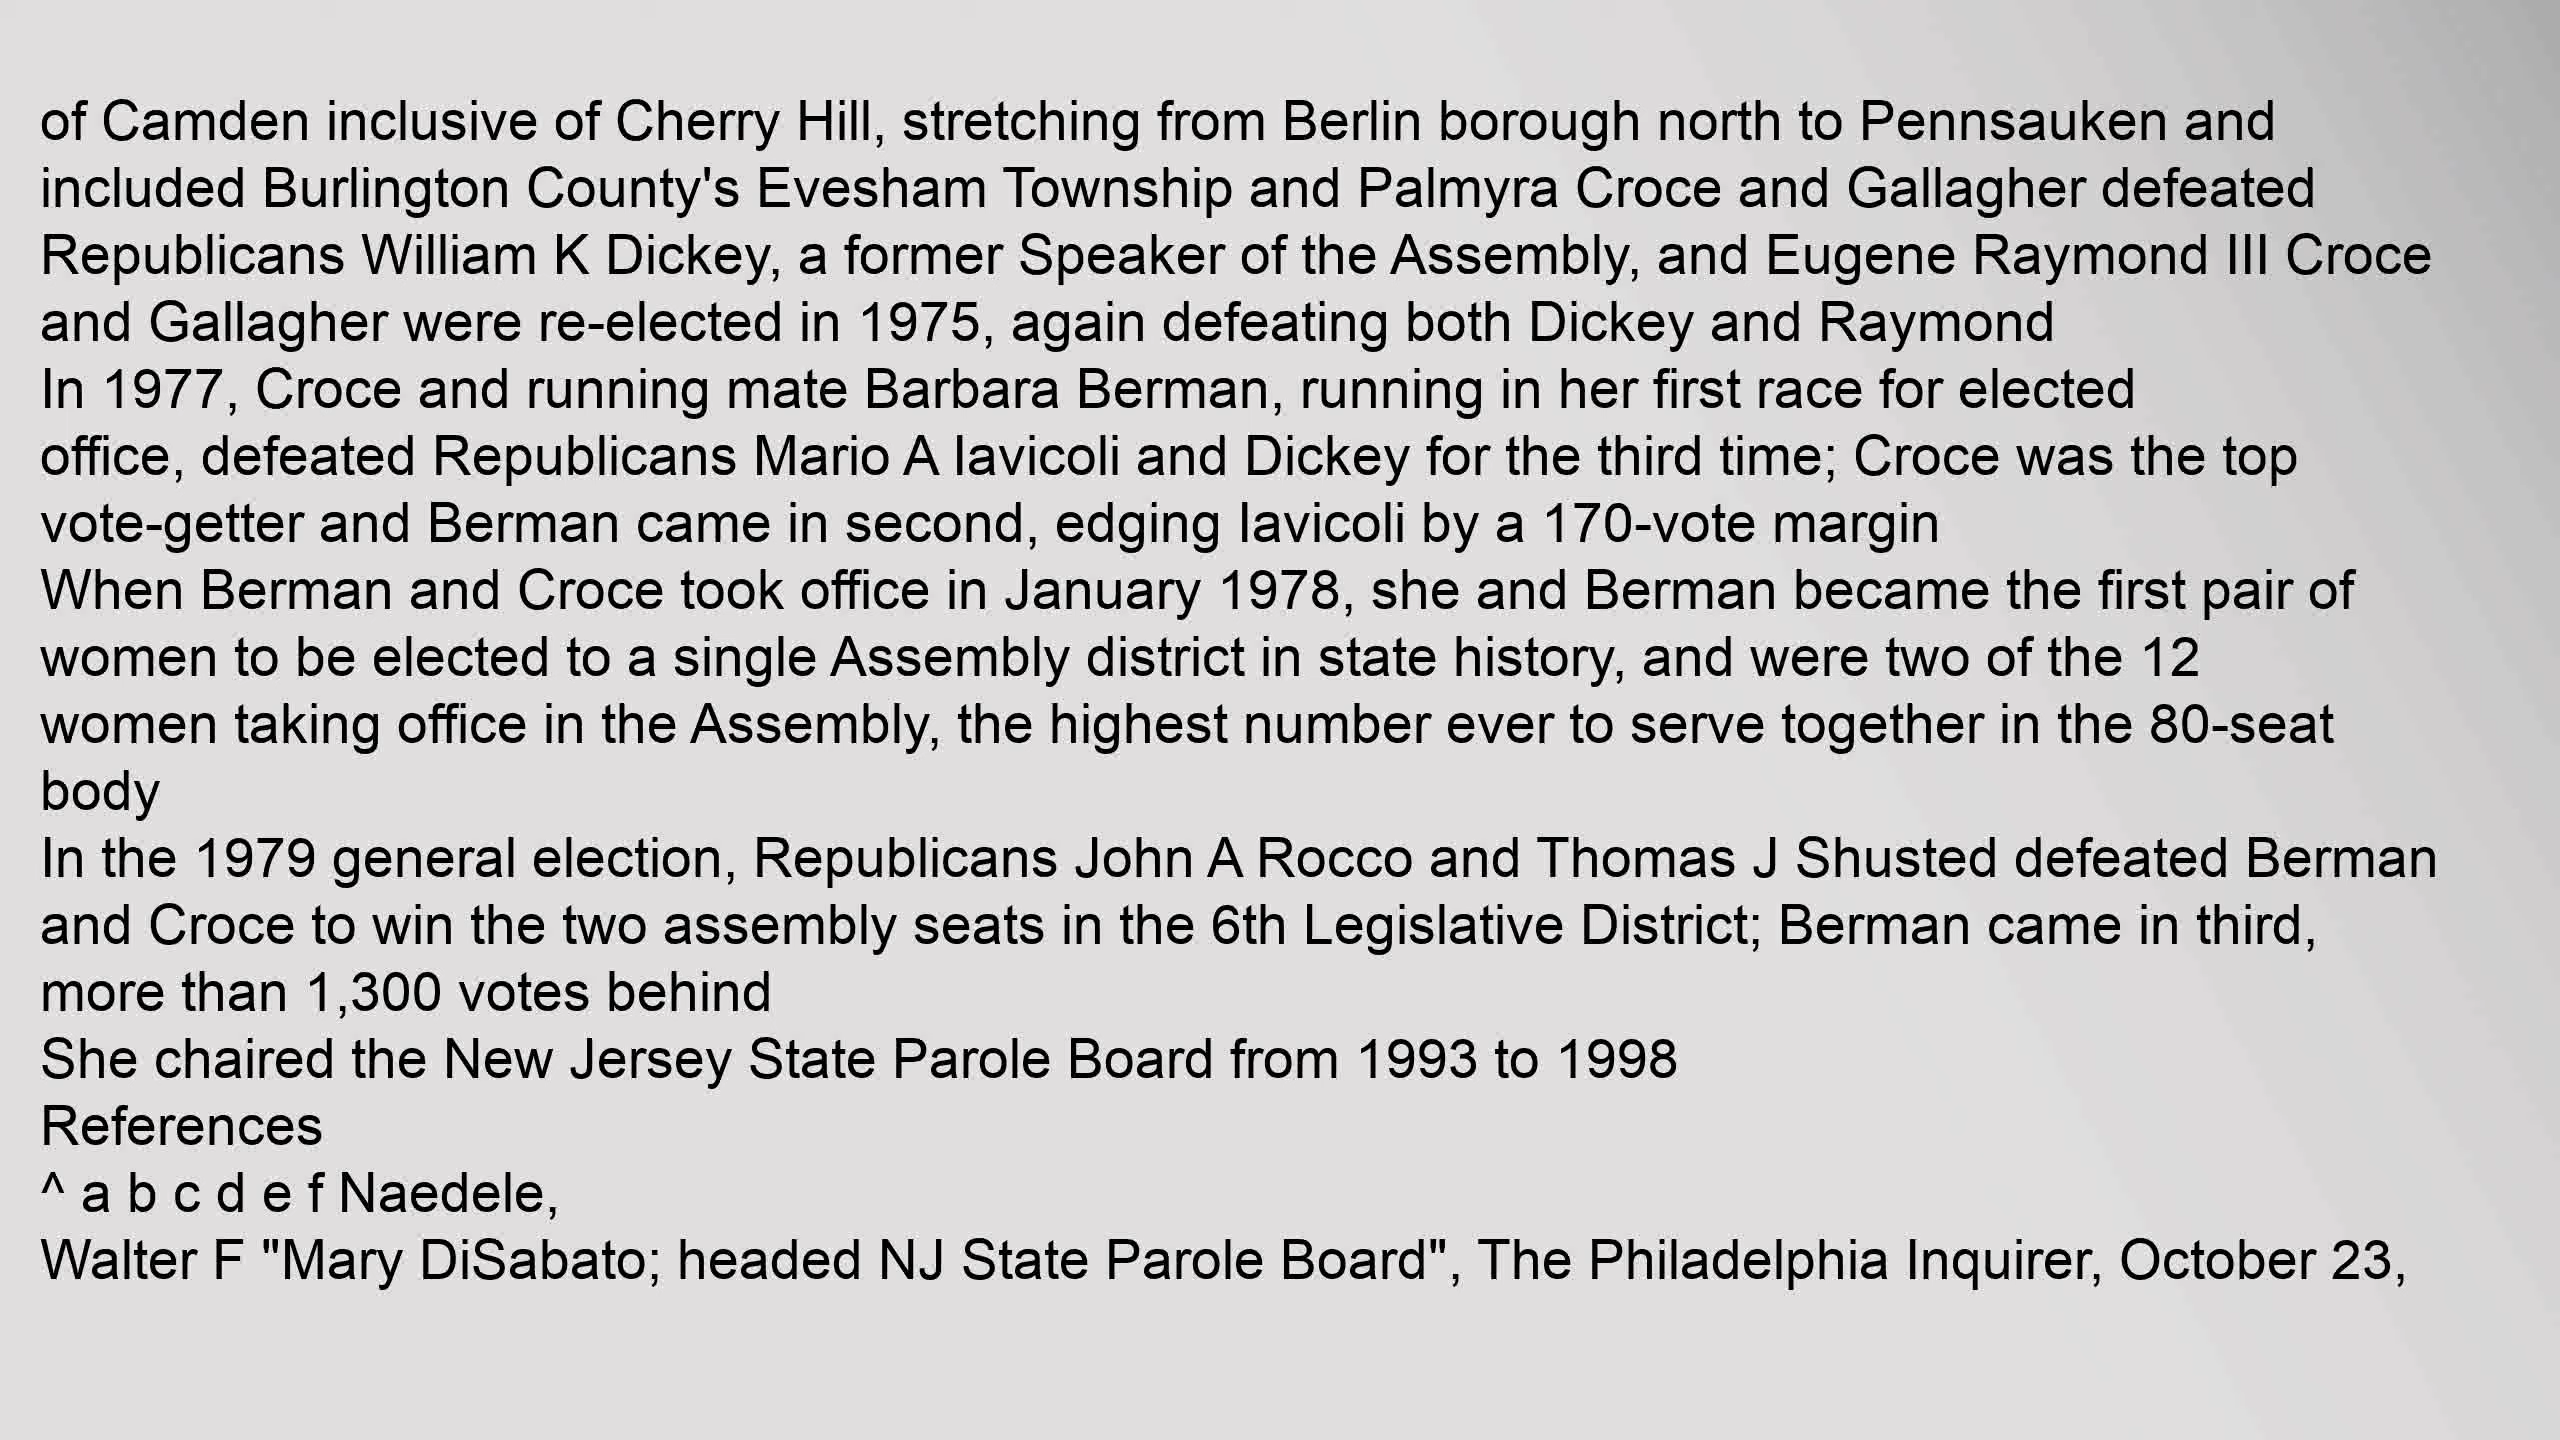 of Camden inclusive of Cherry Hill, stretching from Berlin borough north to Pennsauken and
included Burlington County's Evesham Township and Palmyra Croce and Gallagher defeated
Republicans William K Dickey, a former Speaker of the Assembly, and Eugene Raymond III Croce
and Gallagher were re-elected in 1975, again defeating both Dickey and Raymond
In 1977, Croce and running mate Barbara Berman, running in her first race for elected
office, defeated Republicans Mario A Iavicoli and Dickey for the third time; Croce was the top
vote-getter and Berman came in second, edging Iavicoli by a 170-vote margin
When Berman and Croce took office in January 1978, she and Berman became the first pair of
women to be elected to a single Assembly district in state history, and were two of the 12
women taking office in the Assembly, the highest number ever to serve together in the 80-seat
body
In the 1979 general election, Republicans John A Rocco and Thomas J Shusted defeated Berman
and Croce to win the two assembly seats in the 6th Legislative District; Berman came in third,
more than 1,300 votes behind
She chaired the New Jersey State Parole Board from 1993 to 1998
References
^ a b c d e f Naedele,
Walter F "Mary DiSabato; headed NJ State Parole Board", The Philadelphia Inquirer, October 23,